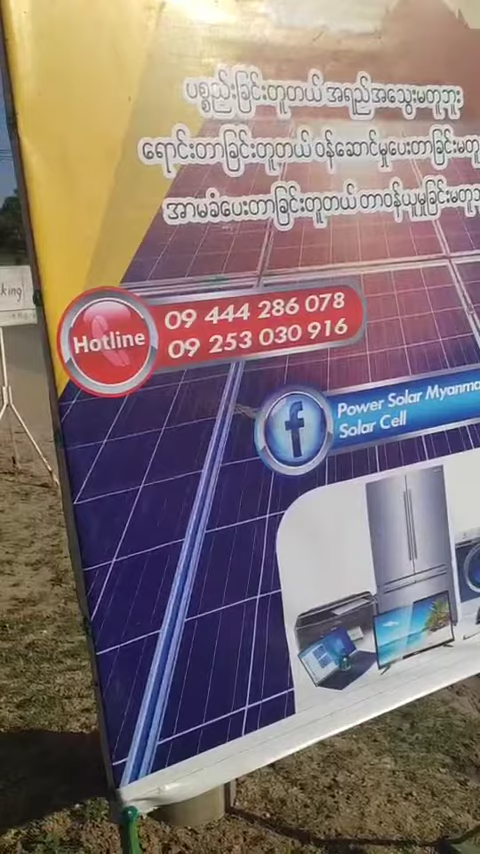 ပစ္စည်းခြင်းတူတယ် အရည်အသွေးမတူဘူး
ရောင်းတာခြင်းတူတယ် ဝန်ဆောင်မှုပေးတာခြင်းမတူ
အာမခံပေးတာခြင်းတူတယ် တာဝန်ယူမှုခြင်းမတူ
Hotline
09 444 286 078
09 253 030 916
Power Solar Myanma
Solar Cell